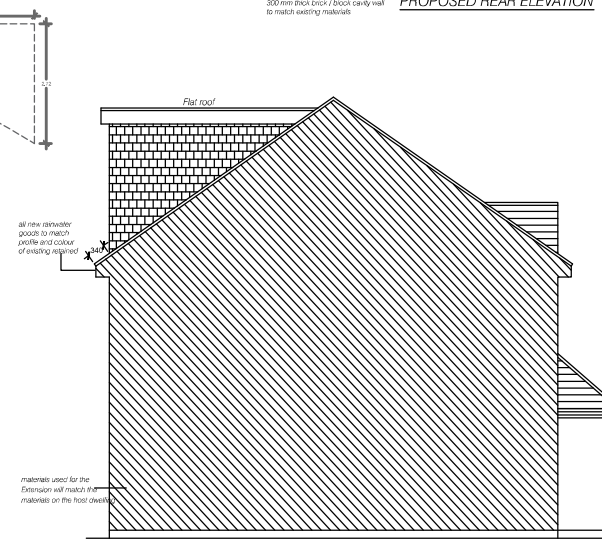 300 mm thick brick / block cavity wall
to match existing materials
PROPOSED REAR ELEVATION
2.12
Flat roof
all new rainwater
goods to match
profile and colour
of existing retained
340
materials used for the
Extension will match the
materials on the host dwelling